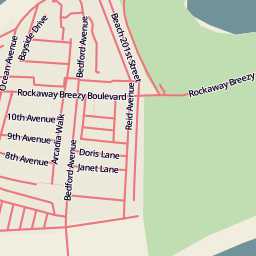 Ocean Avenue
Bayside Drive
Bedford Avenue
Beach 201st Street
Rockaway Breezy Boulevard
Rockaway Breezy
Reid Avenue
10th Avenue
Arcadia Walk
9th Avenue
8th Avenue
Bedford Avenue
Doris Lane
Janet Lane